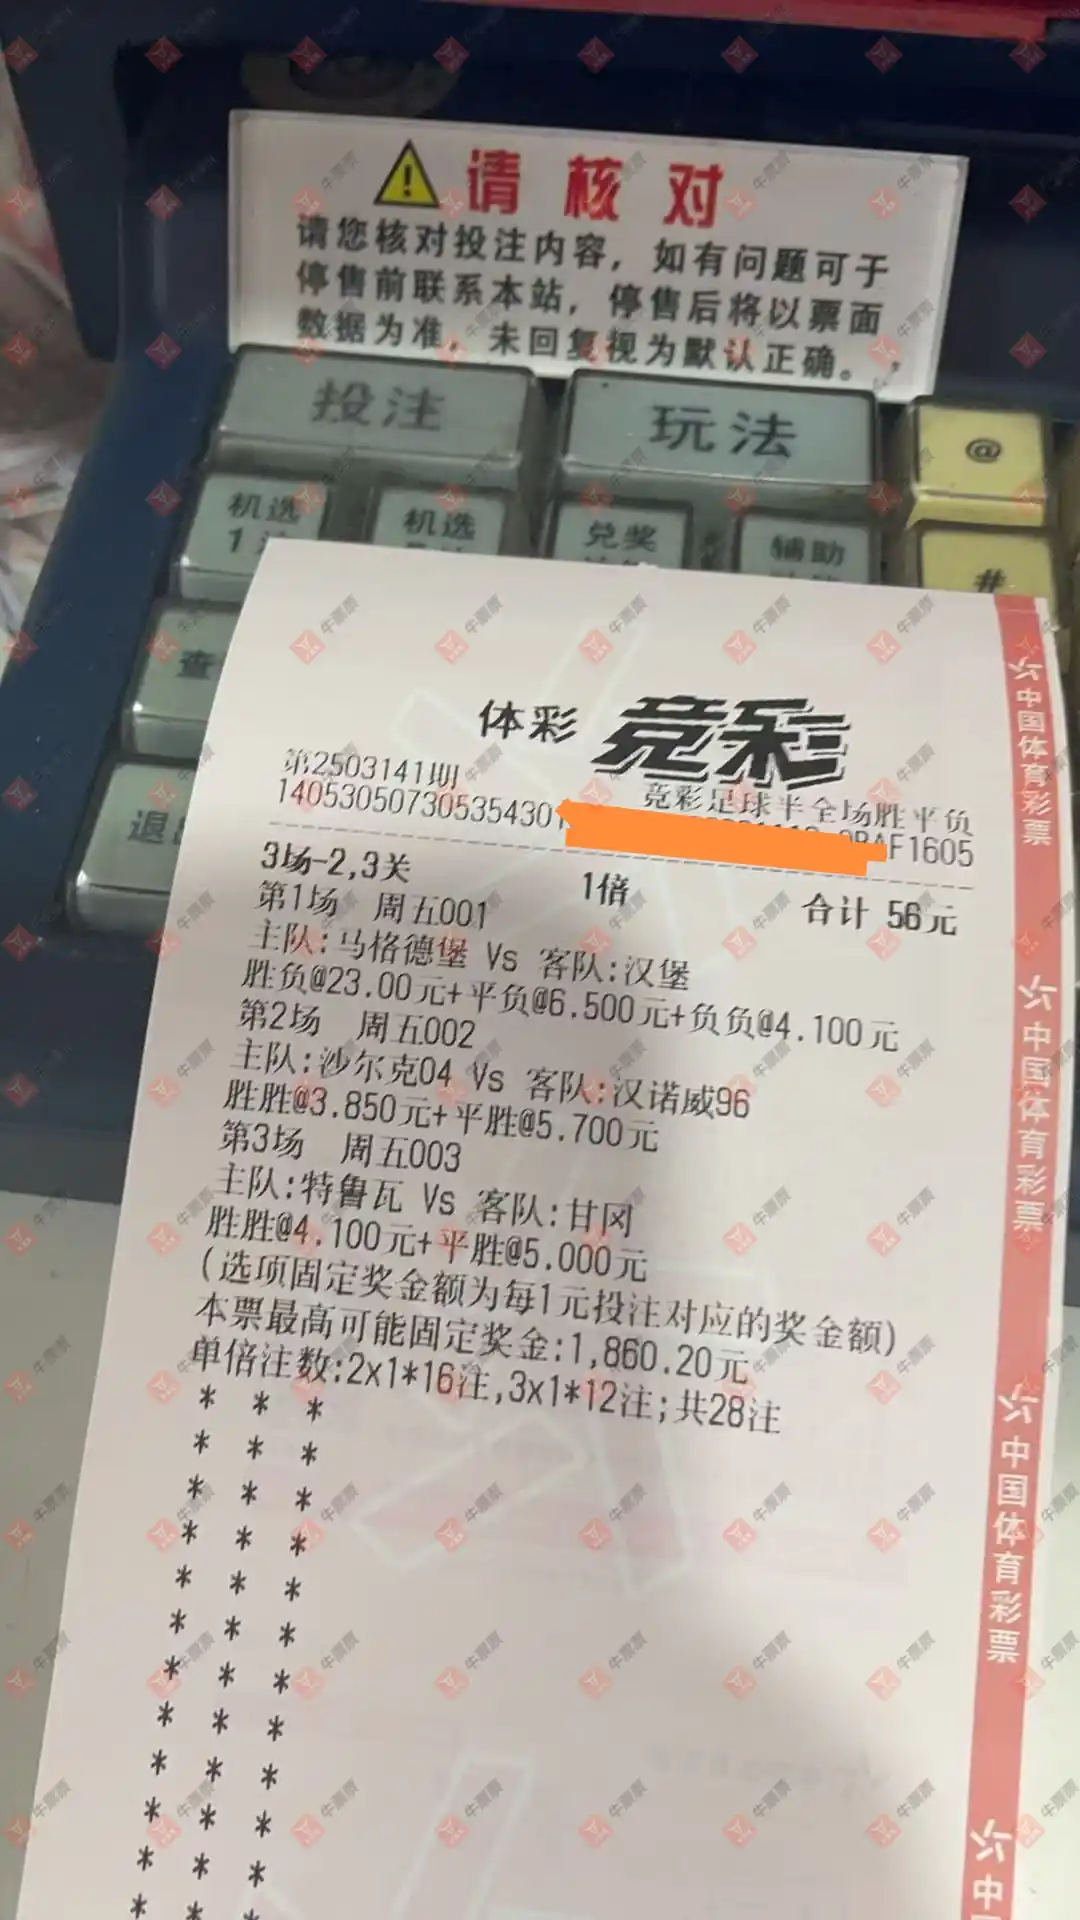 请核对
请您核对投注内容，如有问题可于
停售前联系本站，停售后将以票面
数据为准，未回复视为默认正确。
投注 玩法 @
机选 机选 兑奖 辅助
1 #
查
退
体彩 竞彩
第2503141期 竞彩足球半全场胜平负
14053050730535430 AF1605
3场-2,3关 1倍 合计 56元
第1场 周五001
主队:马格德堡 Vs 客队:汉堡
胜负@23.00元+平负@6.500元+负负@4.100元
第2场 周五002
主队:沙尔克04 Vs 客队:汉诺威96
胜胜@3.850元+平胜@5.700元
第3场 周五003
主队:特鲁瓦 Vs 客队:甘冈
胜胜@4.100元+平胜@5.000元
(选项固定奖金额为每1元投注对应的奖金额)
本票最高可能固定奖金:1,860.20元
单倍注数:2x1*16注,3x1*12注;共28注
* * *
* * *
* * *
* * *
* * *
* * *
* * *
* * *
* * *
* * *
* * *
* * *
中国体育彩票
中国体育彩票
中国体育彩票
中
牛票票